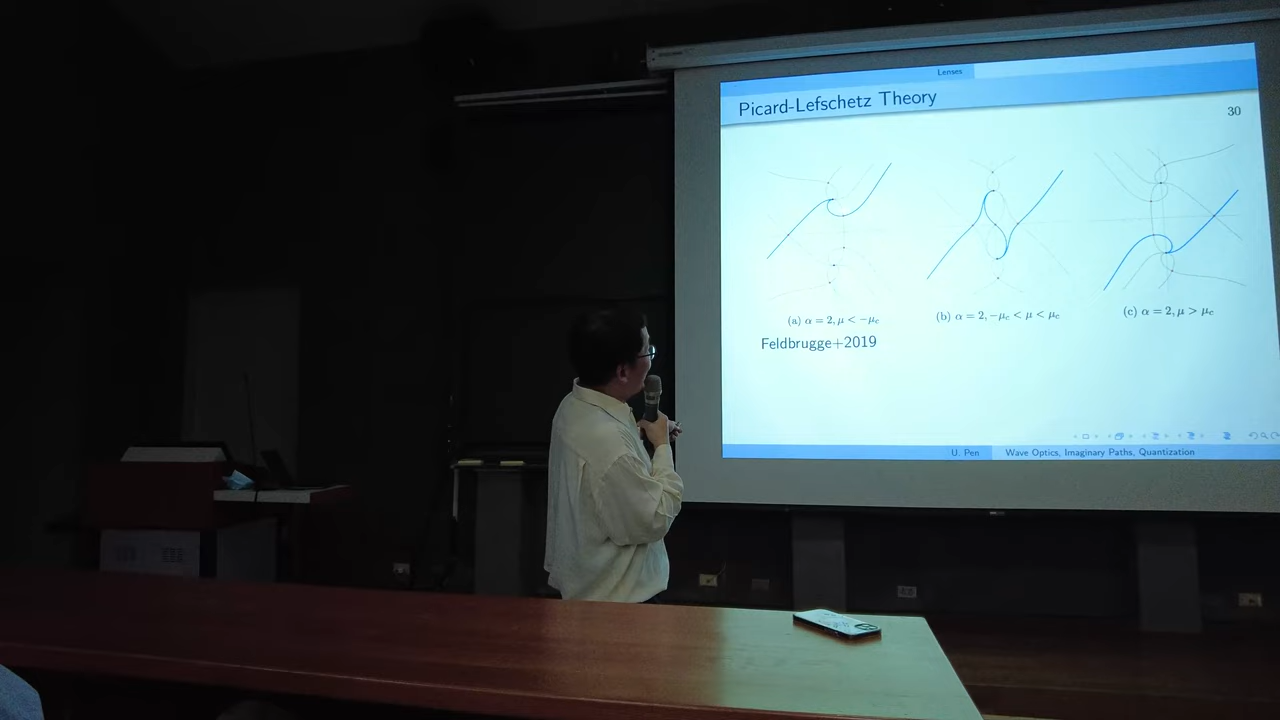 Lenses
Picard-Lefschetz Theory
30
(a) α = 2, μ < −μc
(b) α = 2, −μc < μ < μc
(c) α = 2, μ > μc
Feldbrugge+2019
U. Pen
Wave Optics, Imaginary Paths, Quantization